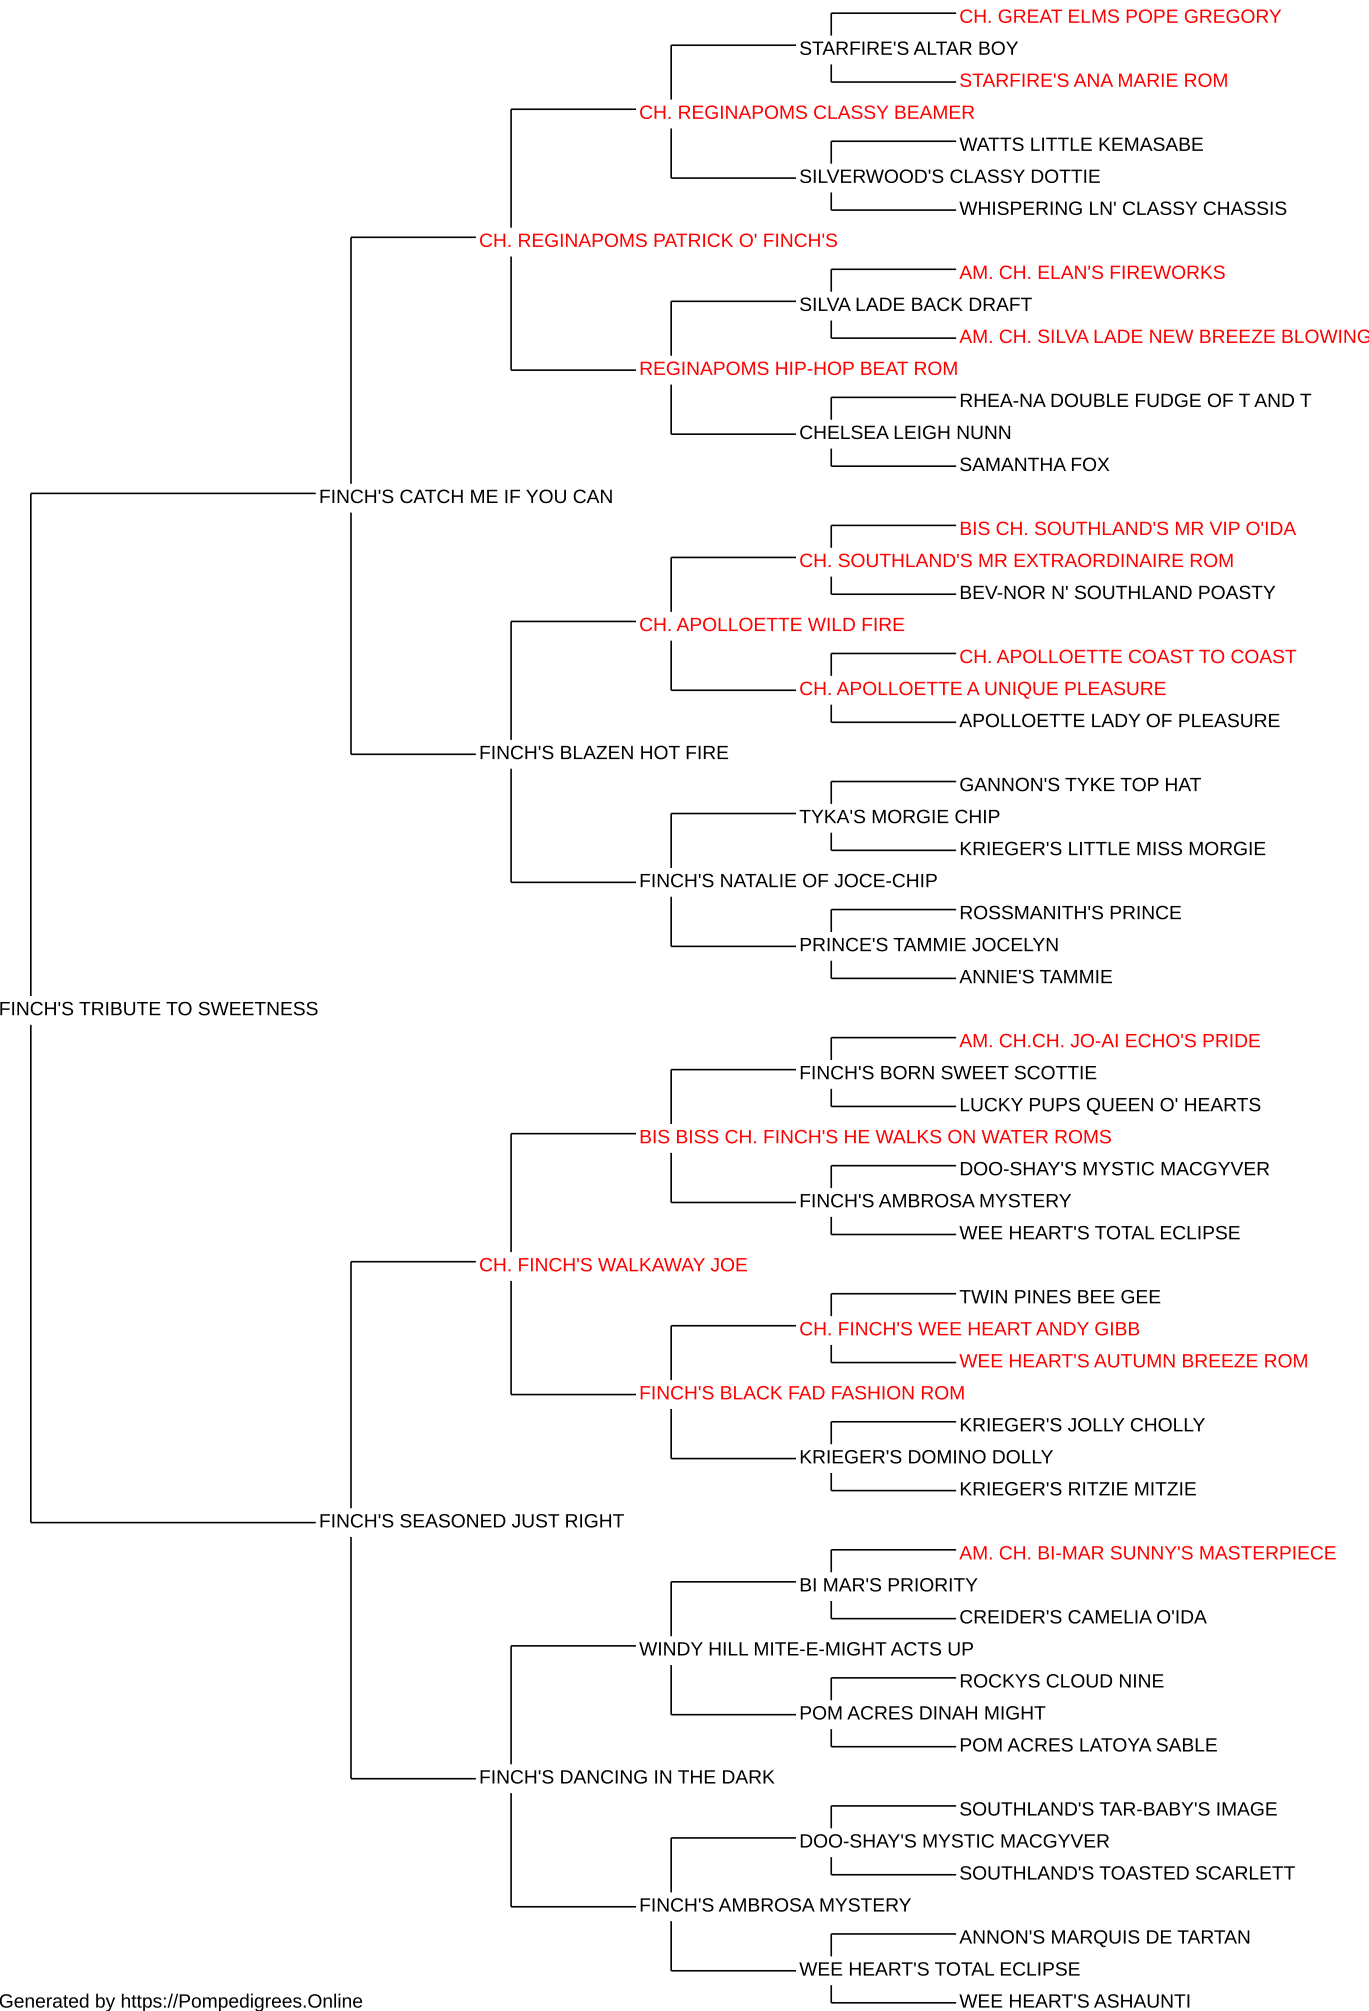 CH. GREAT ELMS POPE GREGORY
STARFIRE'S ALTAR BOY
STARFIRE'S ANA MARIE ROM
CH. REGINAPOMS CLASSY BEAMER
WATTS LITTLE KEMASABE
SILVERWOOD'S CLASSY DOTTIE
WHISPERING LN' CLASSY CHASSIS
CH. REGINAPOMS PATRICK O' FINCH'S
AM. CH. ELAN'S FIREWORKS
SILVA LADE BACK DRAFT
AM. CH. SILVA LADE NEW BREEZE BLOWING
REGINAPOMS HIP-HOP BEAT ROM
RHEA-NA DOUBLE FUDGE OF T AND T
CHELSEA LEIGH NUNN
SAMANTHA FOX
FINCH'S CATCH ME IF YOU CAN
BIS CH. SOUTHLAND'S MR VIP O'IDA
CH. SOUTHLAND'S MR EXTRAORDINAIRE ROM
BEV-NOR N' SOUTHLAND POASTY
CH. APOLLOETTE WILD FIRE
CH. APOLLOETTE COAST TO COAST
CH. APOLLOETTE A UNIQUE PLEASURE
APOLLOETTE LADY OF PLEASURE
FINCH'S BLAZEN HOT FIRE
GANNON'S TYKE TOP HAT
TYKA'S MORGIE CHIP
KRIEGER'S LITTLE MISS MORGIE
FINCH'S NATALIE OF JOCE-CHIP
ROSSMANITH'S PRINCE
PRINCE'S TAMMIE JOCELYN
ANNIE'S TAMMIE
FINCH'S TRIBUTE TO SWEETNESS
AM. CH.CH. JO-AI ECHO'S PRIDE
FINCH'S BORN SWEET SCOTTIE
LUCKY PUPS QUEEN O' HEARTS
BIS BISS CH. FINCH'S HE WALKS ON WATER ROMS
DOO-SHAY'S MYSTIC MACGYVER
FINCH'S AMBROSA MYSTERY
WEE HEART'S TOTAL ECLIPSE
CH. FINCH'S WALKAWAY JOE
TWIN PINES BEE GEE
CH. FINCH'S WEE HEART ANDY GIBB
WEE HEART'S AUTUMN BREEZE ROM
FINCH'S BLACK FAD FASHION ROM
KRIEGER'S JOLLY CHOLLY
KRIEGER'S DOMINO DOLLY
KRIEGER'S RITZIE MITZIE
FINCH'S SEASONED JUST RIGHT
AM. CH. BI-MAR SUNNY'S MASTERPIECE
BI MAR'S PRIORITY
CREIDER'S CAMELIA O'IDA
WINDY HILL MITE-E-MIGHT ACTS UP
ROCKYS CLOUD NINE
POM ACRES DINAH MIGHT
POM ACRES LATOYA SABLE
FINCH'S DANCING IN THE DARK
SOUTHLAND'S TAR-BABY'S IMAGE
DOO-SHAY'S MYSTIC MACGYVER
SOUTHLAND'S TOASTED SCARLETT
FINCH'S AMBROSA MYSTERY
ANNON'S MARQUIS DE TARTAN
WEE HEART'S TOTAL ECLIPSE
WEE HEART'S ASHAUNTI
Generated by https://Pompedigrees.Online